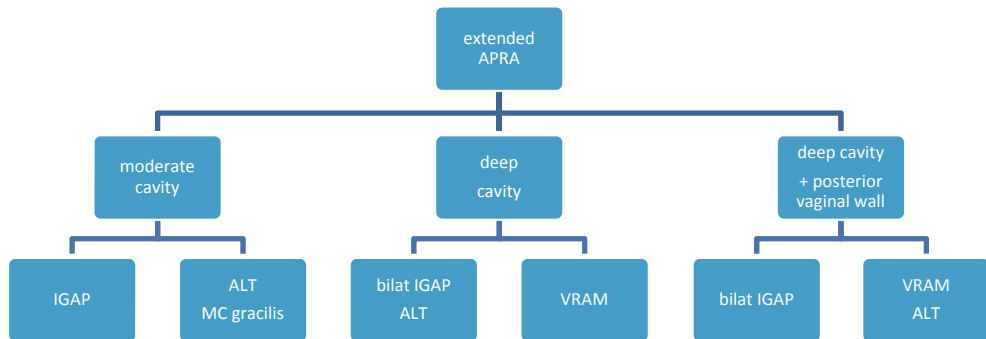 extended
APRA
moderate
cavity
deep
cavity
deep cavity
+ posterior
vaginal wall
IGAP
ALT
MC gracilis
bilat IGAP
ALT
VRAM
bilat IGAP
VRAM
ALT